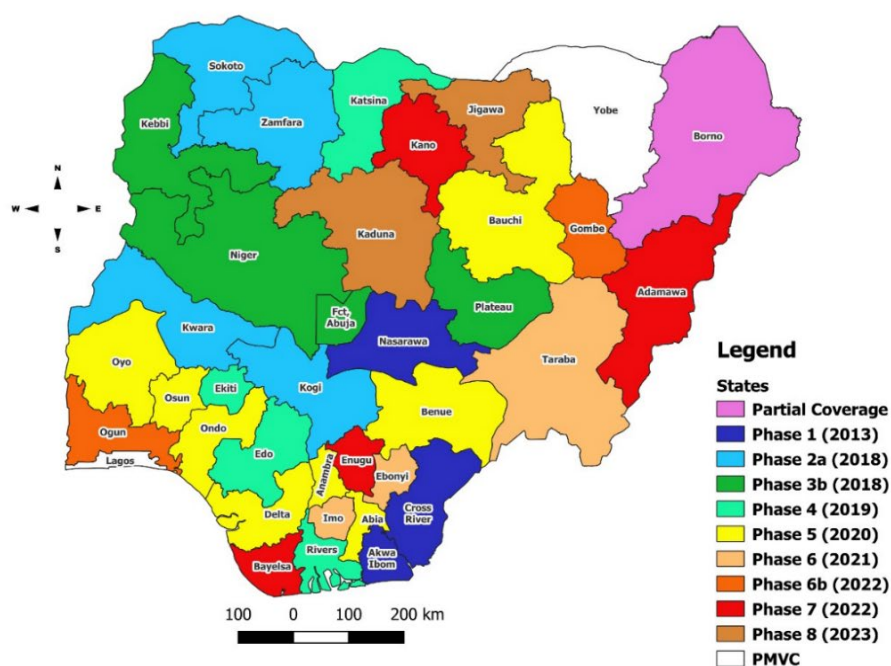 Sokoto
Katsina
Jigawa
Yobe
Kebbi
Zamfara
Kano
Borno
N
W E
S
Kaduna
Bauchi
Gombe
Niger
Adamawa
Fct,
Abuja
Plateau
Kwara
Nasarawa
Taraba
Oyo
Ekiti
Kogi
Osun
Benue
Ogun
Ondo
Lagos
Edo
Anambra
Enugu
Ebonyi
Delta
Imo
Abia
Cross
River
Rivers
Akwa
Ibom
Bayelsa
100 0 100 200 km
Legend
States
Partial Coverage
Phase 1 (2013)
Phase 2a (2018)
Phase 3b (2018)
Phase 4 (2019)
Phase 5 (2020)
Phase 6 (2021)
Phase 6b (2022)
Phase 7 (2022)
Phase 8 (2023)
PMVC